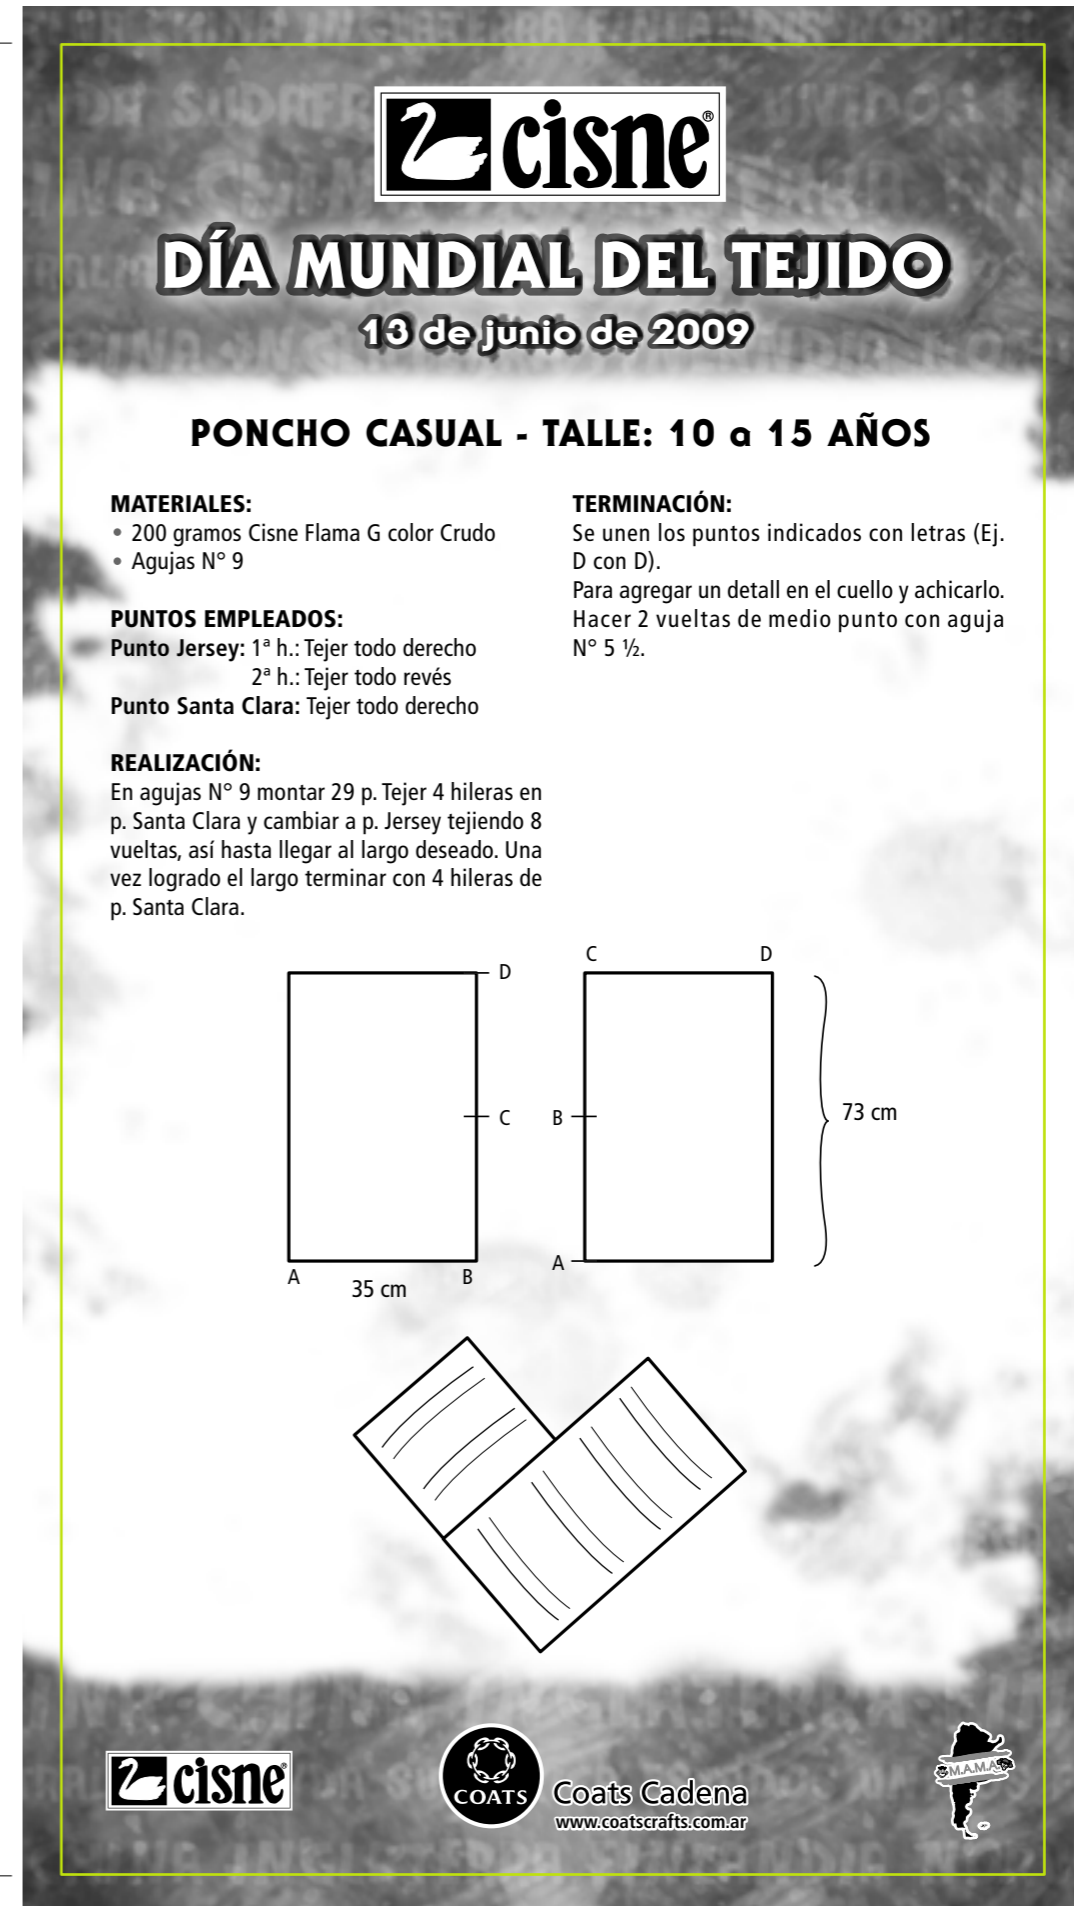 cisne®
DÍA MUNDIAL DEL TEJIDO
13 de junio de 2009
PONCHO CASUAL - TALLE: 10 a 15 AÑOS
MATERIALES:
• 200 gramos Cisne Flama G color Crudo
• Agujas N° 9
PUNTOS EMPLEADOS:
Punto Jersey: 1ª h.: Tejer todo derecho
2ª h.: Tejer todo revés
Punto Santa Clara: Tejer todo derecho
REALIZACIÓN:
En agujas N° 9 montar 29 p. Tejer 4 hileras en
p. Santa Clara y cambiar a p. Jersey tejiendo 8
vueltas, así hasta llegar al largo deseado. Una
vez logrado el largo terminar con 4 hileras de
p. Santa Clara.
TERMINACIÓN:
Se unen los puntos indicados con letras (Ej.
D con D).
Para agregar un detall en el cuello y achicarlo.
Hacer 2 vueltas de medio punto con aguja
N° 5 ½.
D
C
A
35 cm
B
C
D
B
A
73 cm
cisne®
COATS
Coats Cadena
www.coatscrafts.com.ar
M.A.M.A.